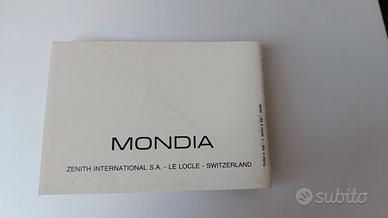 MONDIA
ZENITH INTERNATIONAL S.A. - LE LOCLE - SWITZERLAND
subito